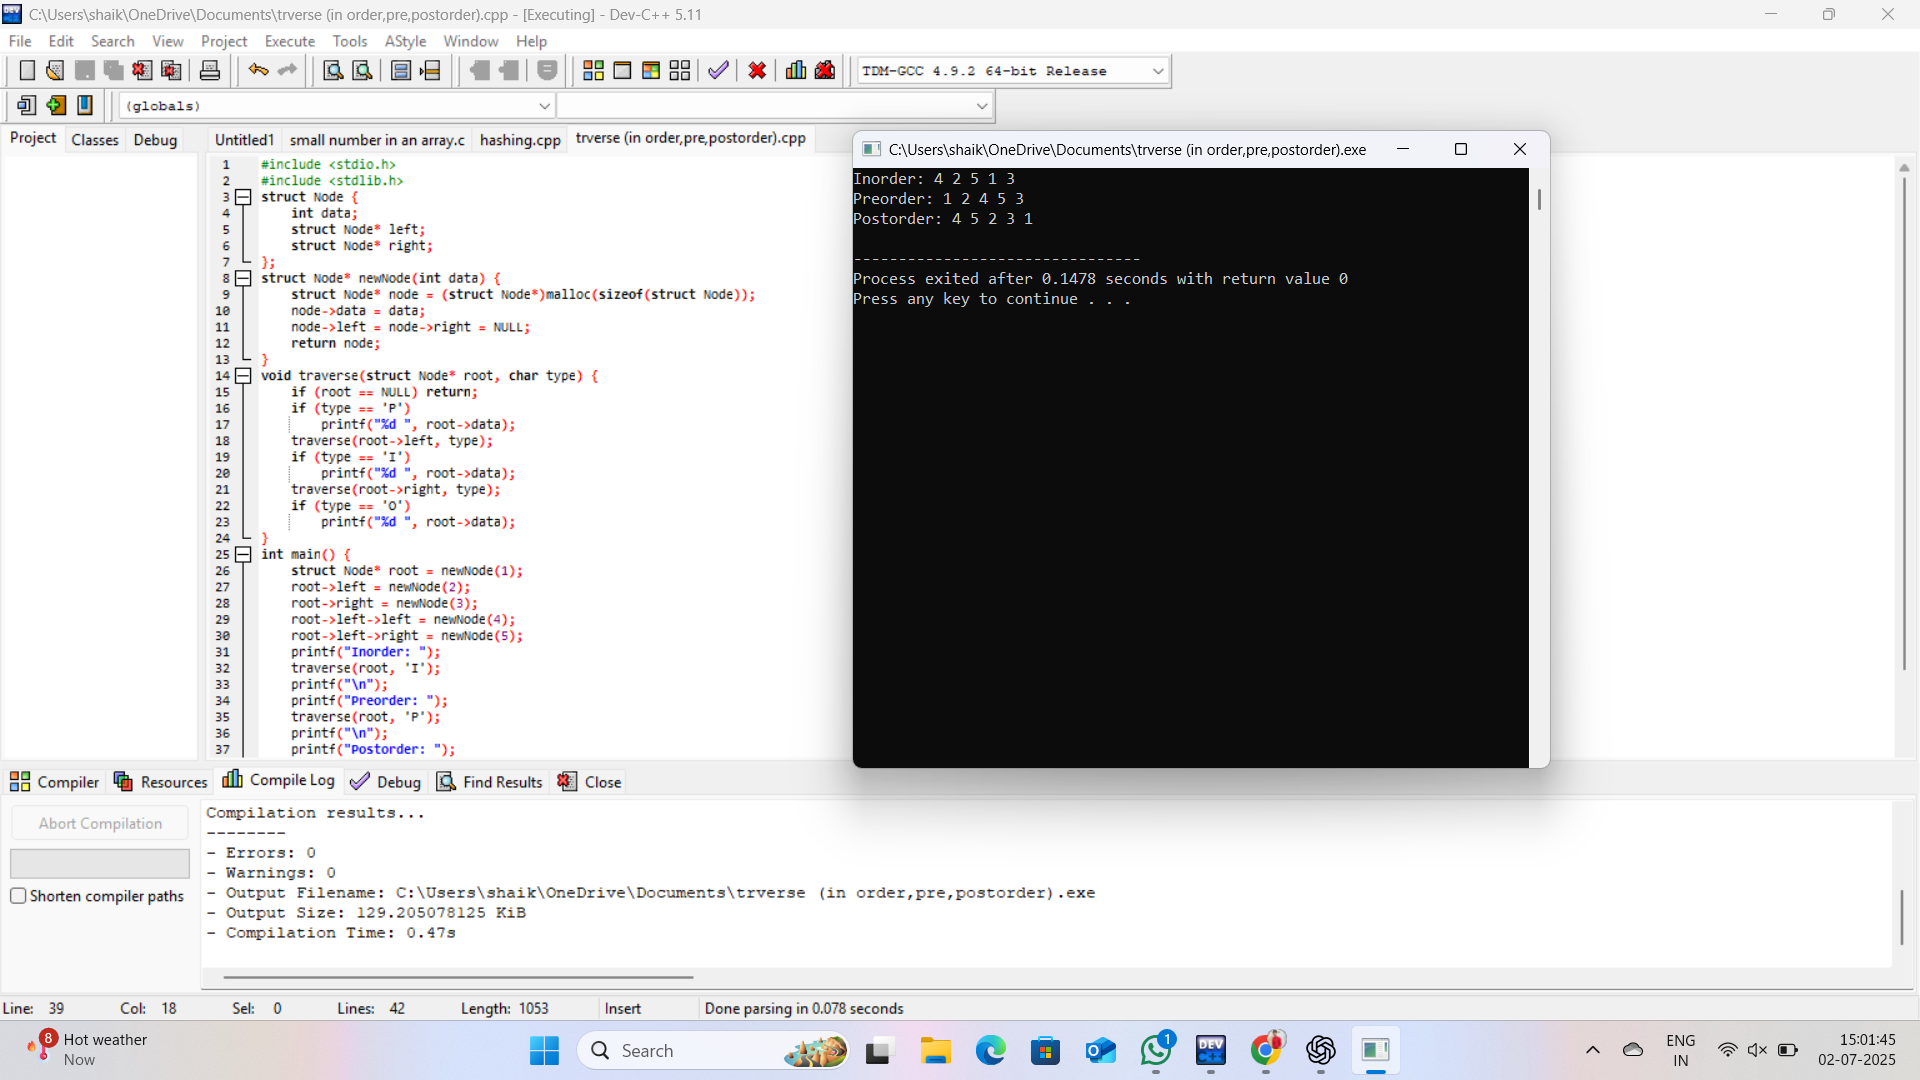 C:\Users\shaik\OneDrive\Documents\trverse (in order,pre,postorder).cpp - [Executing] - Dev-C++ 5.11
File Edit Search View Project Execute Tools AStyle Window Help
TDM-GCC 4.9.2 64-bit Release
(globals)
Project Classes Debug
Untitled1 small number in an array.c hashing.cpp trverse (in order,pre,postorder).cpp
1 #include <stdio.h>
2 #include <stdlib.h>
3 struct Node {
4 int data;
5 struct Node* left;
6 struct Node* right;
7 };
8 struct Node* newNode(int data) {
9 struct Node* node = (struct Node*)malloc(sizeof(struct Node));
10 node->data = data;
11 node->left = node->right = NULL;
12 return node;
13 }
14 void traverse(struct Node* root, char type) {
15 if (root == NULL) return;
16 if (type == 'P')
17 printf("%d ", root->data);
18 traverse(root->left, type);
19 if (type == 'I')
20 printf("%d ", root->data);
21 traverse(root->right, type);
22 if (type == 'O')
23 printf("%d ", root->data);
24 }
25 int main() {
26 struct Node* root = newNode(1);
27 root->left = newNode(2);
28 root->right = newNode(3);
29 root->left->left = newNode(4);
30 root->left->right = newNode(5);
31 printf("Inorder: ");
32 traverse(root, 'I');
33 printf("\n");
34 printf("Preorder: ");
35 traverse(root, 'P');
36 printf("\n");
37 printf("Postorder: ");
C:\Users\shaik\OneDrive\Documents\trverse (in order,pre,postorder).exe
Inorder: 4 2 5 1 3
Preorder: 1 2 4 5 3
Postorder: 4 5 2 3 1
--------------------------------
Process exited after 0.1478 seconds with return value 0
Press any key to continue . . .
Compiler Resources Compile Log Debug Find Results Close
Abort Compilation
Shorten compiler paths
Compilation results...
--------
- Errors: 0
- Warnings: 0
- Output Filename: C:\Users\shaik\OneDrive\Documents\trverse (in order,pre,postorder).exe
- Output Size: 129.205078125 KiB
- Compilation Time: 0.47s
Line: 39 Col: 18 Sel: 0 Lines: 42 Length: 1053 Insert Done parsing in 0.078 seconds
8
Hot weather
Now
Search
1
DEV
C++
ENG
IN
15:01:45
02-07-2025